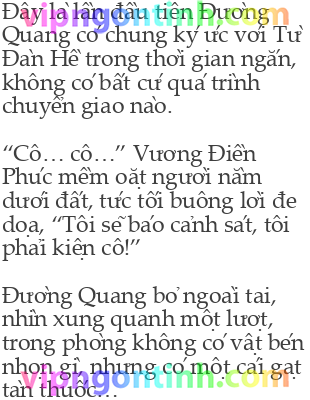 Đây là lần đầu tiên Đường
Quang có chung ký ức với Từ
Đàn Hề trong thời gian ngắn,
không có bất cứ quá trình
chuyển giao nào.
“Cô… cô…” Vương Điền
Phúc mềm oặt người nằm
dưới đất, tức tối buông lời đe
dọa, “Tôi sẽ báo cảnh sát, tôi
phải kiện cô!”
Đường Quang bỏ ngoài tai,
nhìn xung quanh một lượt,
trong phòng không có vật bén
nhọn gì, nhưng có một cái gạt
tàn thuốc…
vipngontinh.com
vipngontinh.com